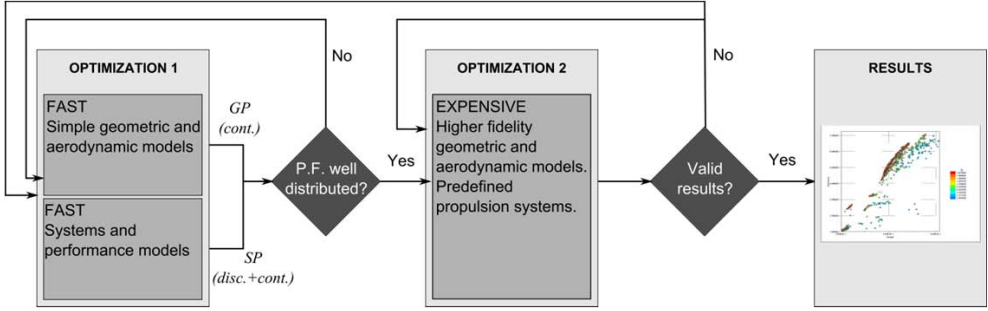 OPTIMIZATION 1
FAST
Simple geometric and
aerodynamic models
FAST
Systems and
performance models
GP
(cont.)
SP
(disc.+cont.)
No
P.F. well
distributed?
Yes
OPTIMIZATION 2
EXPENSIVE
Higher fidelity
geometric and
aerodynamic models.
Predefined
propulsion systems.
No
Valid
results?
Yes
RESULTS